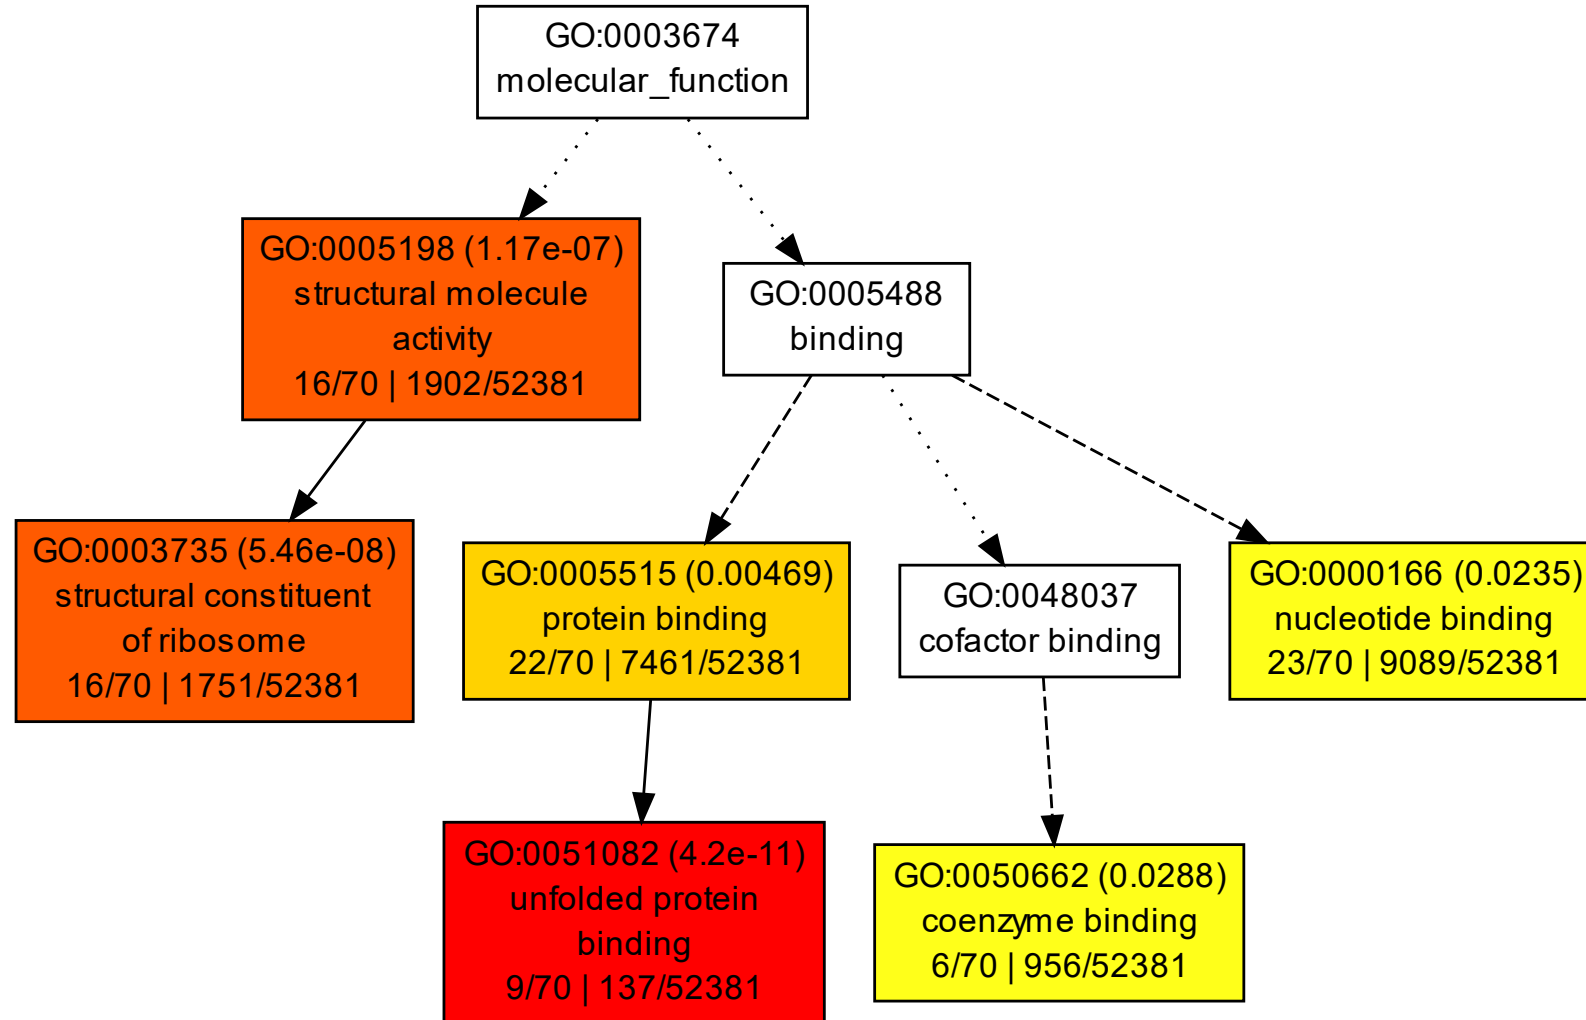 GO:0003674
molecular_function
GO:0005198 (1.17e-07)
structural molecule
activity
16/70 | 1902/52381
GO:0005488
binding
GO:0003735 (5.46e-08)
structural constituent
of ribosome
16/70 | 1751/52381
GO:0005515 (0.00469)
protein binding
22/70 | 7461/52381
GO:0048037
cofactor binding
GO:0000166 (0.0235)
nucleotide binding
23/70 | 9089/52381
GO:0051082 (4.2e-11)
unfolded protein
binding
9/70 | 137/52381
GO:0050662 (0.0288)
coenzyme binding
6/70 | 956/52381